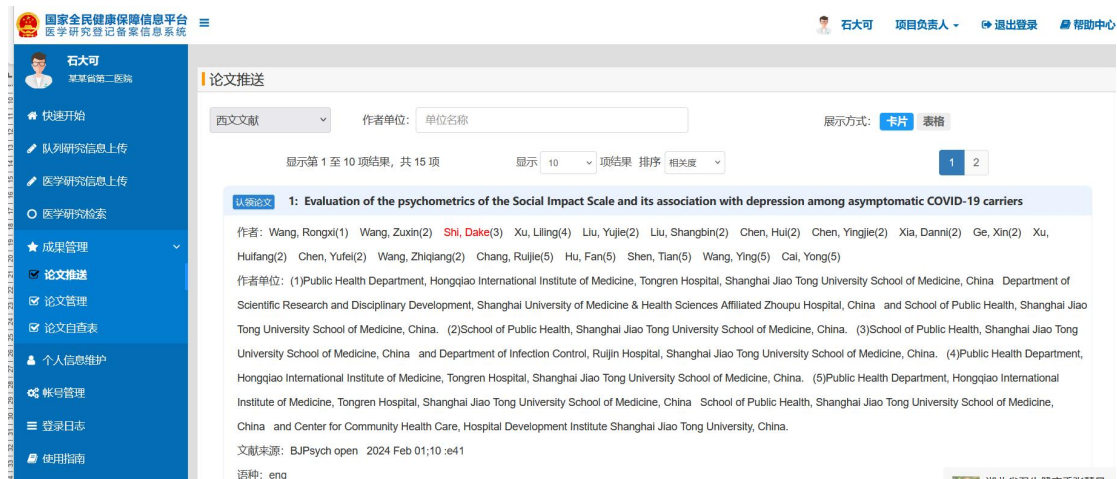 国家全民健康保障信息平台
医学研究登记备案信息系统
石大可 项目负责人 退出登录 帮助中心
石大可
某某省第二医院
快速开始
队列研究信息上传
医学研究信息上传
医学研究检索
成果管理
论文推送
论文管理
论文自查表
个人信息维护
帐号管理
登录日志
使用指南
论文推送
西文文献 作者单位: 单位名称 展示方式: 卡片 表格
显示第 1 至 10 项结果，共 15 项 显示 10 项结果 排序 相关度 1 2
认领论文 1: Evaluation of the psychometrics of the Social Impact Scale and its association with depression among asymptomatic COVID-19 carriers
作者: Wang, Rongxi(1) Wang, Zuxin(2) Shi, Dake(3) Xu, Liling(4) Liu, Yujie(2) Liu, Shangbin(2) Chen, Hui(2) Chen, Yingjie(2) Xia, Danni(2) Ge, Xin(2) Xu,
Huifang(2) Chen, Yufei(2) Wang, Zhiqiang(2) Chang, Ruijie(5) Hu, Fan(5) Shen, Tian(5) Wang, Ying(5) Cai, Yong(5)
作者单位: (1)Public Health Department, Hongqiao International Institute of Medicine, Tongren Hospital, Shanghai Jiao Tong University School of Medicine, China Department of
Scientific Research and Disciplinary Development, Shanghai University of Medicine & Health Sciences Affiliated Zhoupu Hospital, China and School of Public Health, Shanghai Jiao
Tong University School of Medicine, China. (2)School of Public Health, Shanghai Jiao Tong University School of Medicine, China. (3)School of Public Health, Shanghai Jiao Tong
University School of Medicine, China and Department of Infection Control, Ruijin Hospital, Shanghai Jiao Tong University School of Medicine, China. (4)Public Health Department,
Hongqiao International Institute of Medicine, Tongren Hospital, Shanghai Jiao Tong University School of Medicine, China. (5)Public Health Department, Hongqiao International
Institute of Medicine, Tongren Hospital, Shanghai Jiao Tong University School of Medicine, China School of Public Health, Shanghai Jiao Tong University School of Medicine,
China and Center for Community Health Care, Hospital Development Institute Shanghai Jiao Tong University, China.
文献来源: BJPsych open 2024 Feb 01;10 :e41
语种: eng